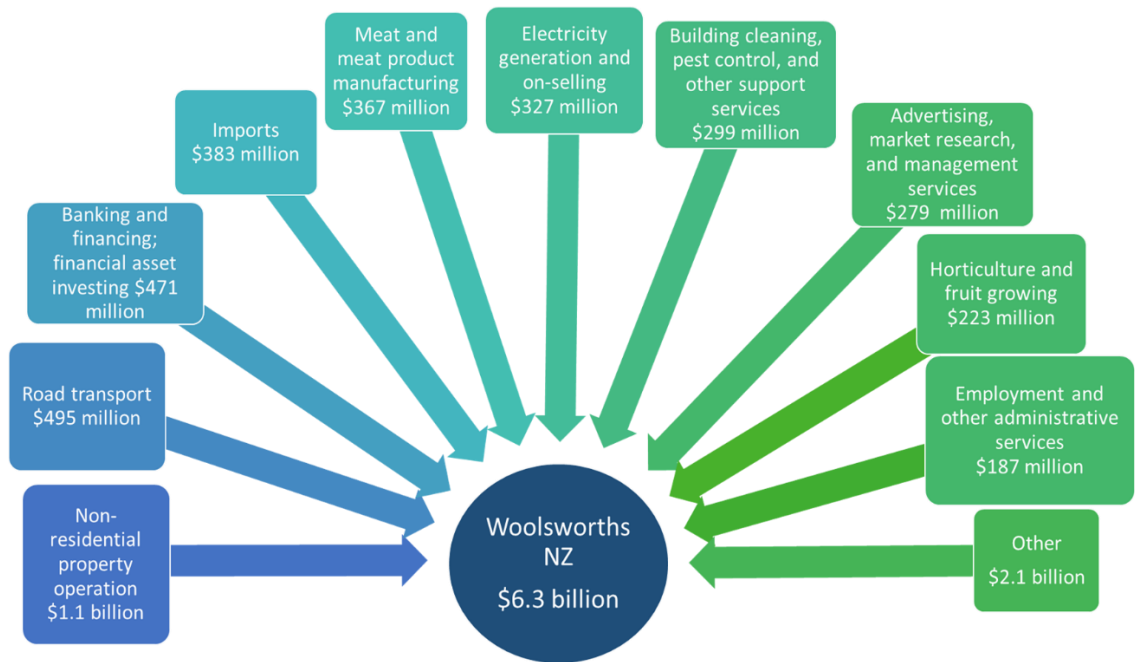 Non-
residential
property
operation
$1.1 billion
Road transport
$495 million
Banking and
financing;
financial asset
investing $471
million
Imports
$383 million
Meat and
meat product
manufacturing
$367 million
Electricity
generation and
on-selling
$327 million
Building cleaning,
pest control, and
other support
services
$299 million
Advertising,
market research,
and management
services
$279 million
Horticulture and
fruit growing
$223 million
Employment and
other administrative
services
$187 million
Other
$2.1 billion
Woolsworths
NZ
$6.3 billion